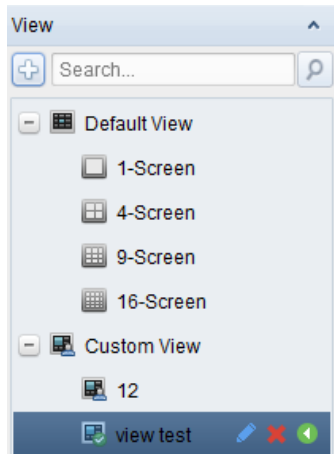 View
Search...
Default View
1-Screen
4-Screen
9-Screen
16-Screen
Custom View
12
view test